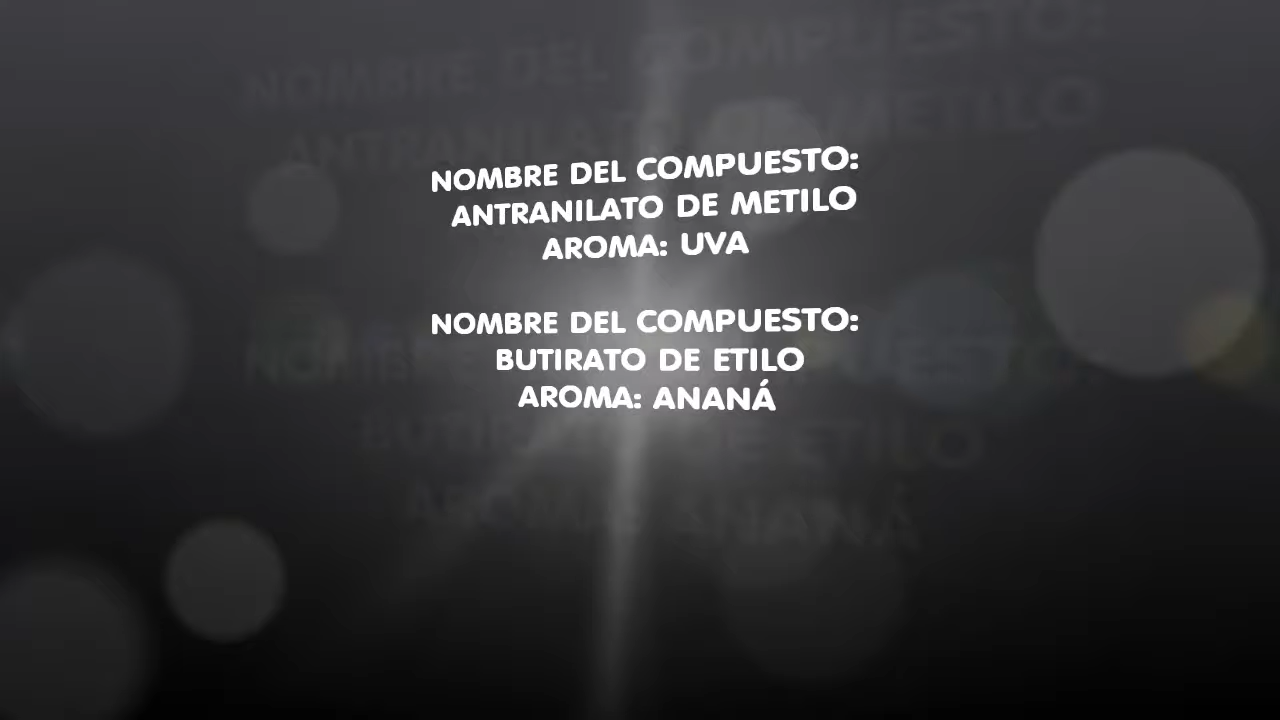 NOMBRE DEL COMPUESTO:
ANTRANILATO DE METILO
AROMA: UVA
NOMBRE DEL COMPUESTO:
BUTIRATO DE ETILO
AROMA: ANANÁ